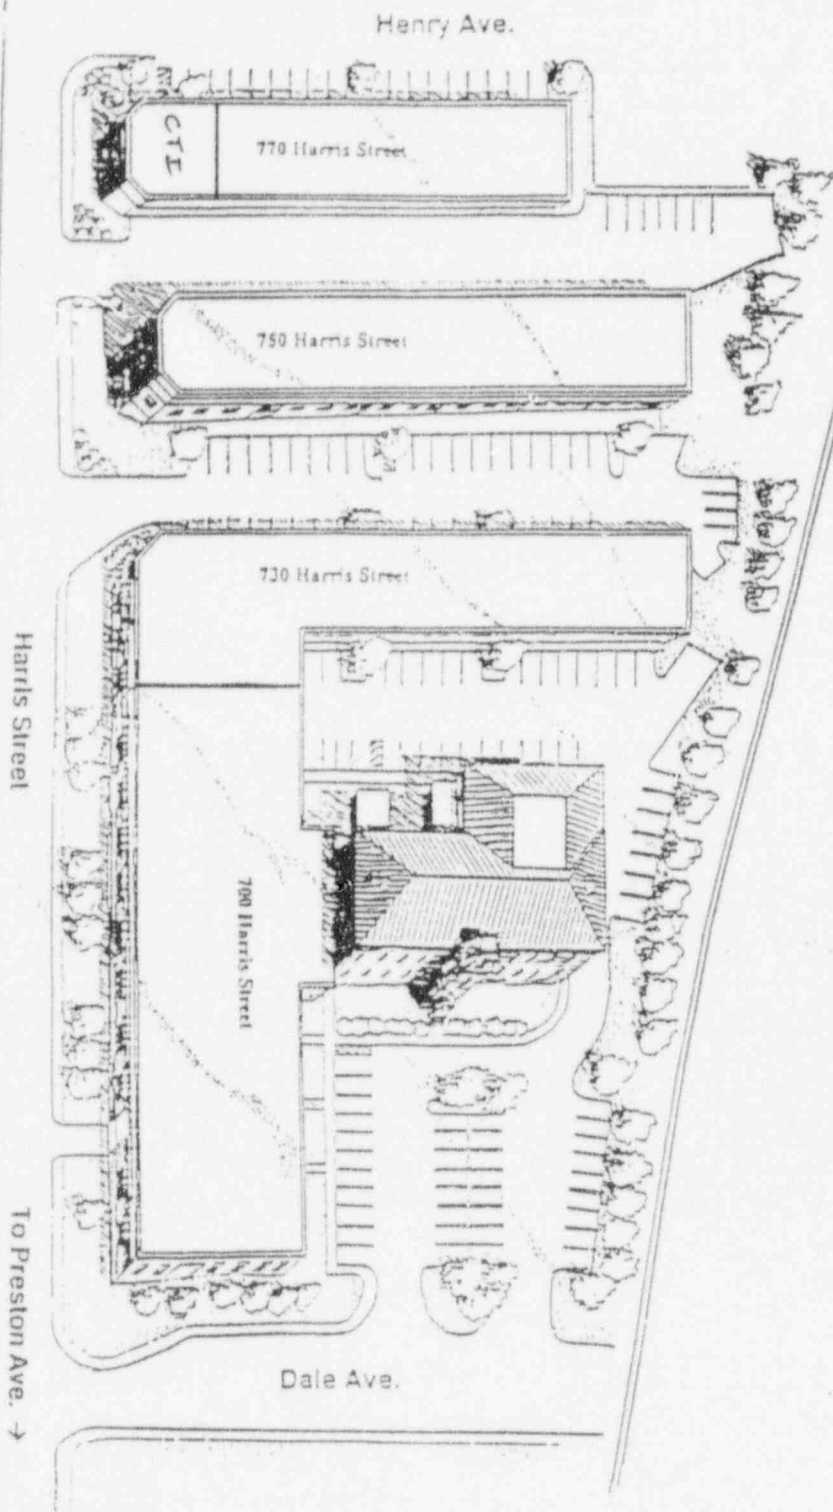 Henry Ave.
CTI
770 Harris Street
750 Harris Street
730 Harris Street
700 Harris Street
Harris Street
To Preston Ave. →
Dale Ave.